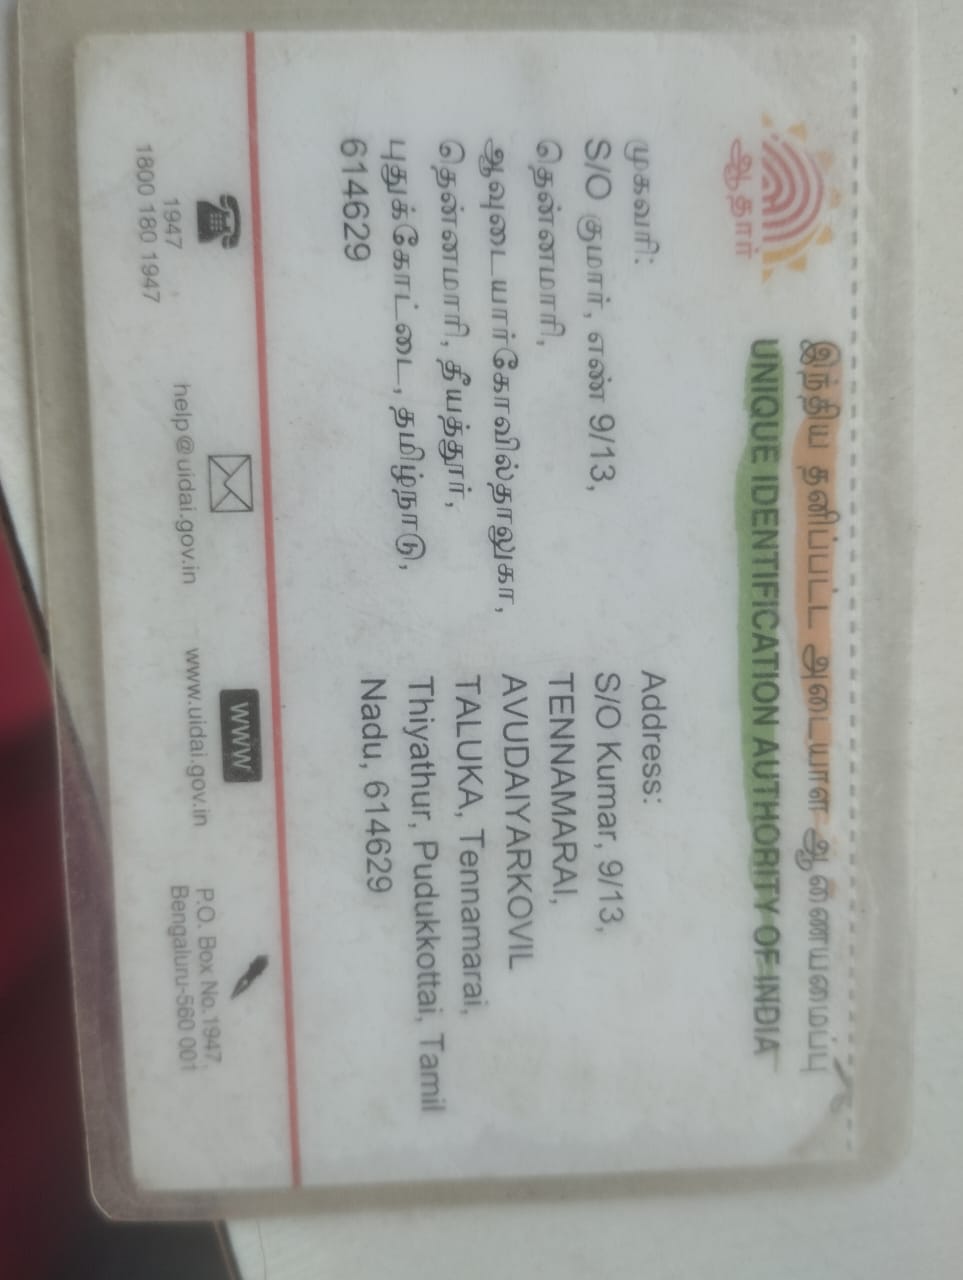 இந்திய தனிப்பட்ட அடையாள ஆணையமைப்பு
UNIQUE IDENTIFICATION AUTHORITY OF INDIA
ஆதார்
முகவரி:
S/O குமார், எண் 9/13,
தென்னமாரி,
ஆவுடையார்கோவில்தாலுகா,
தென்னமாரி, தீயத்தூர்,
புதுக்கோட்டை, தமிழ்நாடு,
614629
Address:
S/O Kumar, 9/13,
TENNAMARAI,
AVUDAIYARKOVIL
TALUKA, Tennamarai,
Thiyathur, Pudukkottai, Tamil
Nadu, 614629
1947
1800 180 1947
help@uidai.gov.in
WWW
www.uidai.gov.in
P.O. Box No.1947,
Bengaluru-560 001